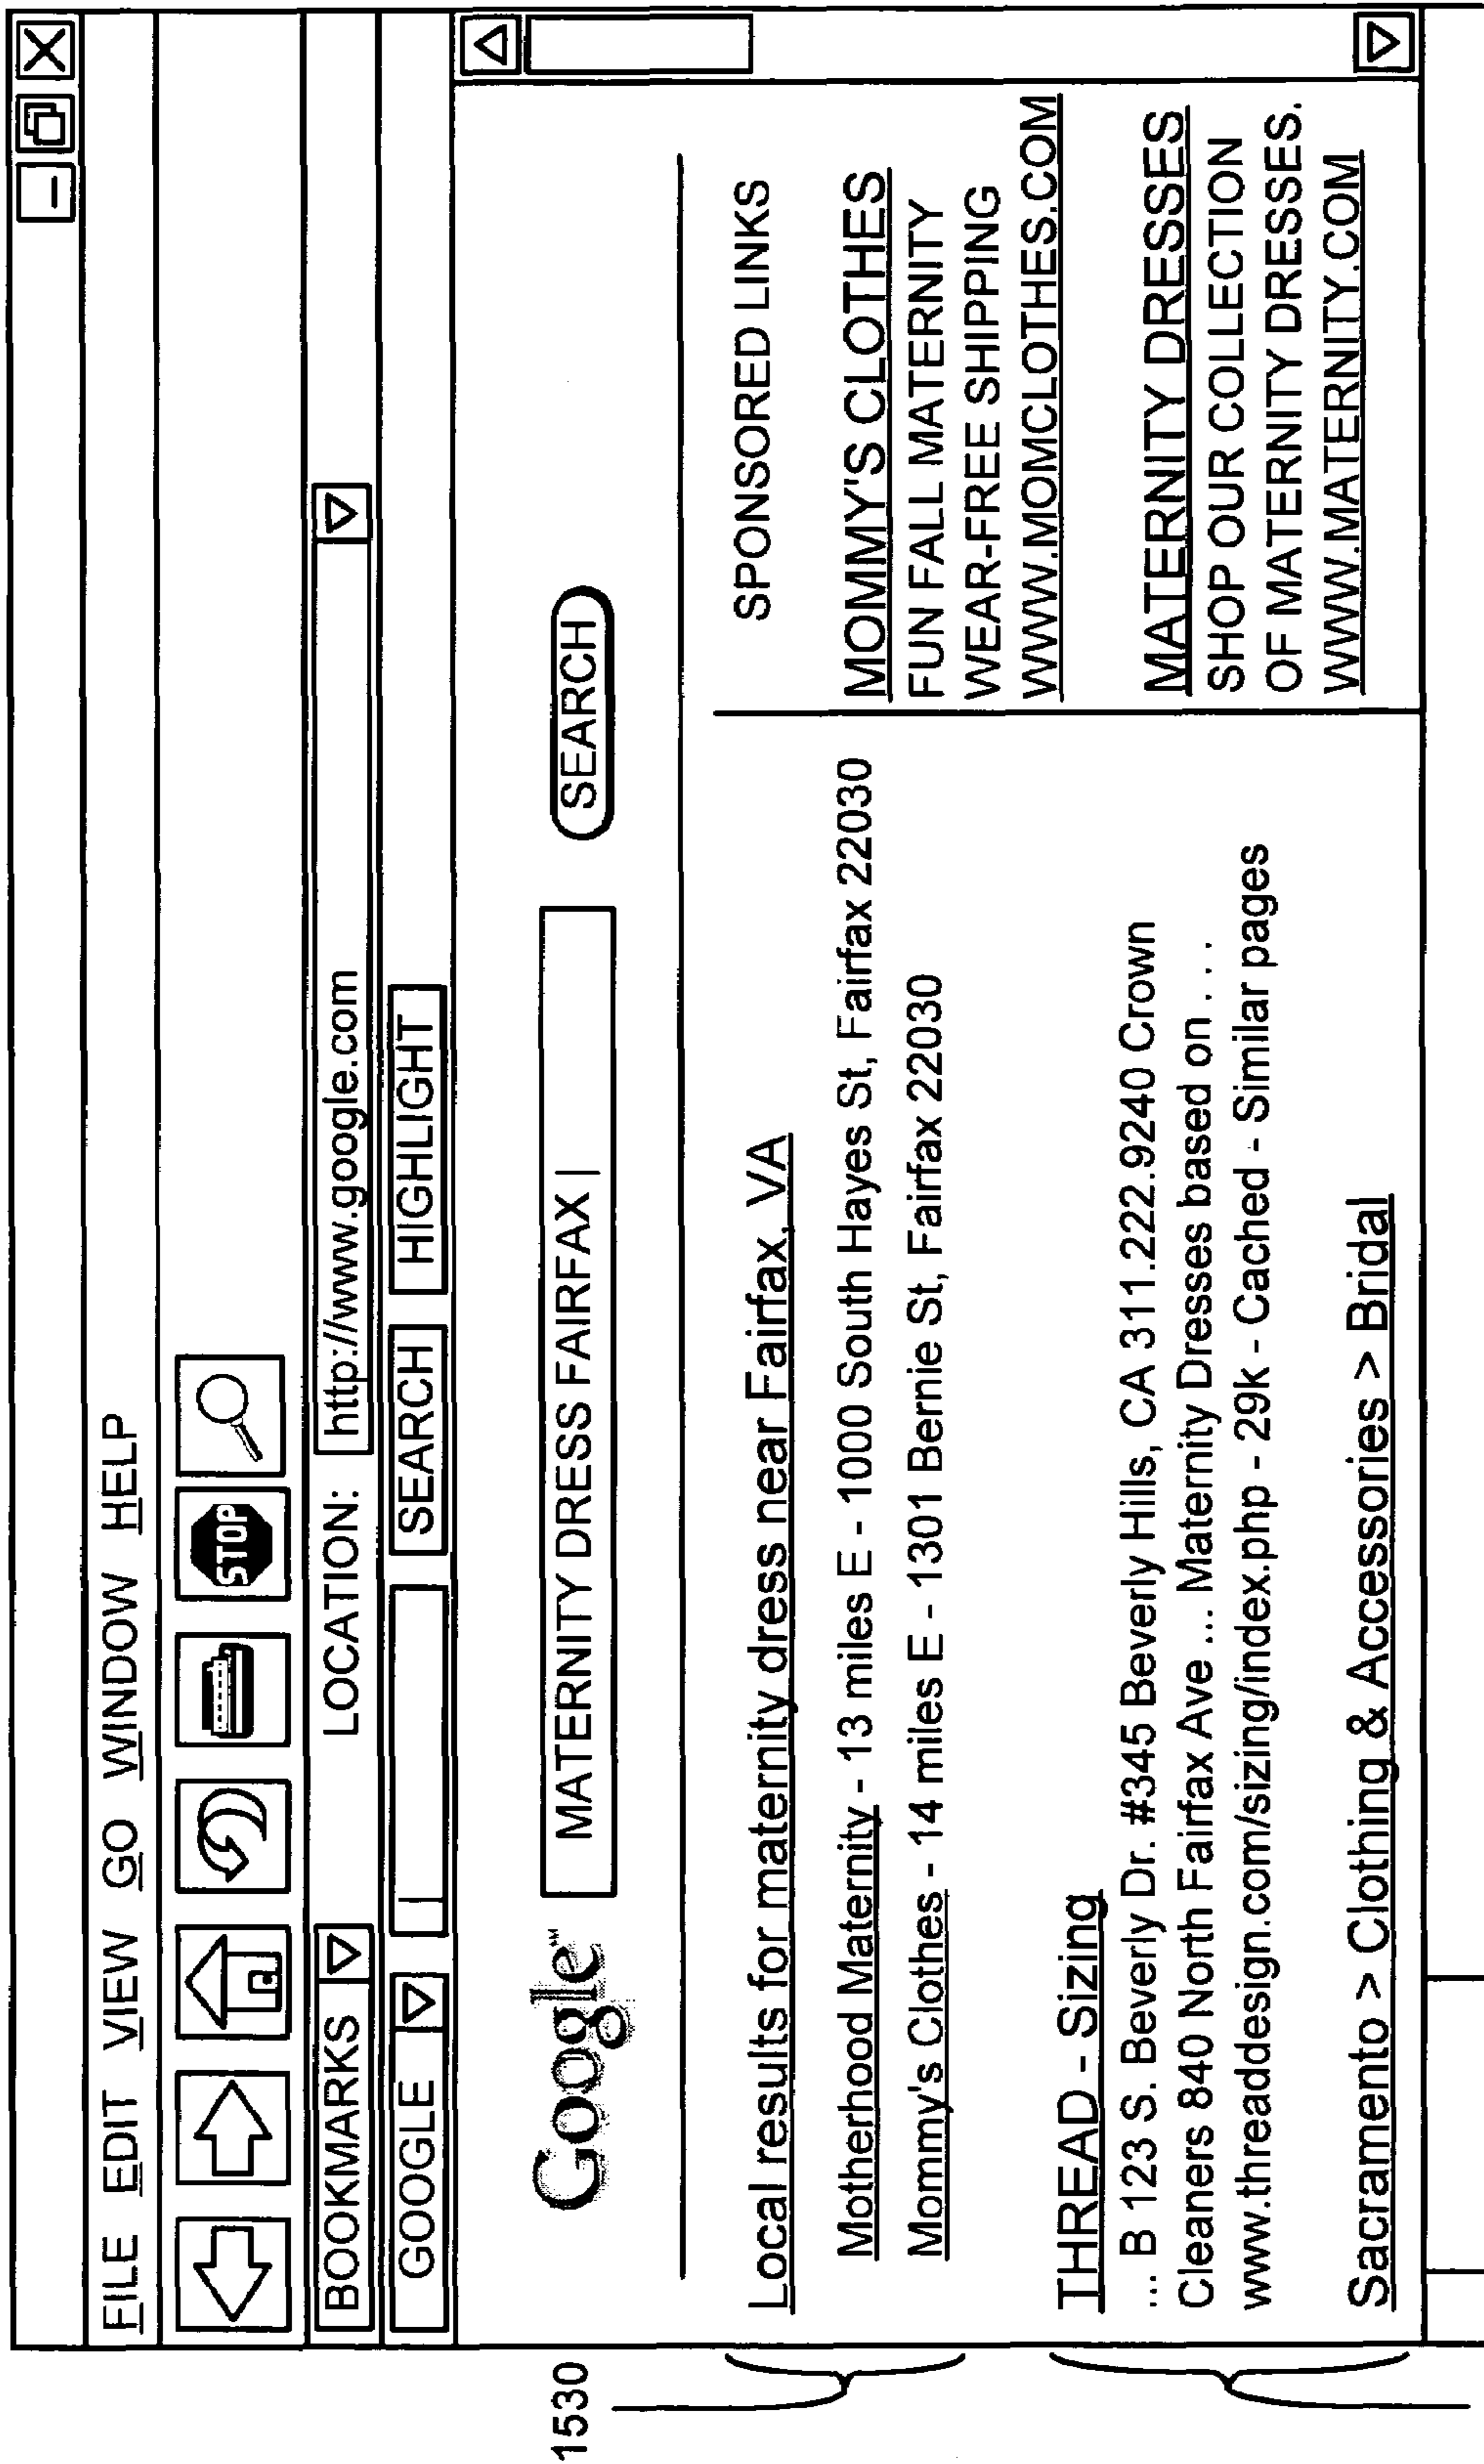 FILE EDIT VIEW GO WINDOW HELP
STOP
BOOKMARKS LOCATION: http://www.google.com
GOOGLE SEARCH HIGHLIGHT
Google™ MATERNITY DRESS FAIRFAX | SEARCH
1530
Local results for maternity dress near Fairfax, VA
Motherhood Maternity - 13 miles E - 1000 South Hayes St, Fairfax 22030
Mommy's Clothes - 14 miles E - 1301 Bernie St, Fairfax 22030
THREAD - Sizing
... B 123 S. Beverly Dr. #345 Beverly Hills, CA 311.222.9240 Crown
Cleaners 840 North Fairfax Ave ... Maternity Dresses based on . . .
www.threaddesign.com/sizing/index.php - 29k - Cached - Similar pages
Sacramento > Clothing & Accessories > Bridal
SPONSORED LINKS
MOMMY'S CLOTHES
FUN FALL MATERNITY
WEAR-FREE SHIPPING
WWW.MOMCLOTHES.COM
MATERNITY DRESSES
SHOP OUR COLLECTION
OF MATERNITY DRESSES.
WWW.MATERNITY.COM